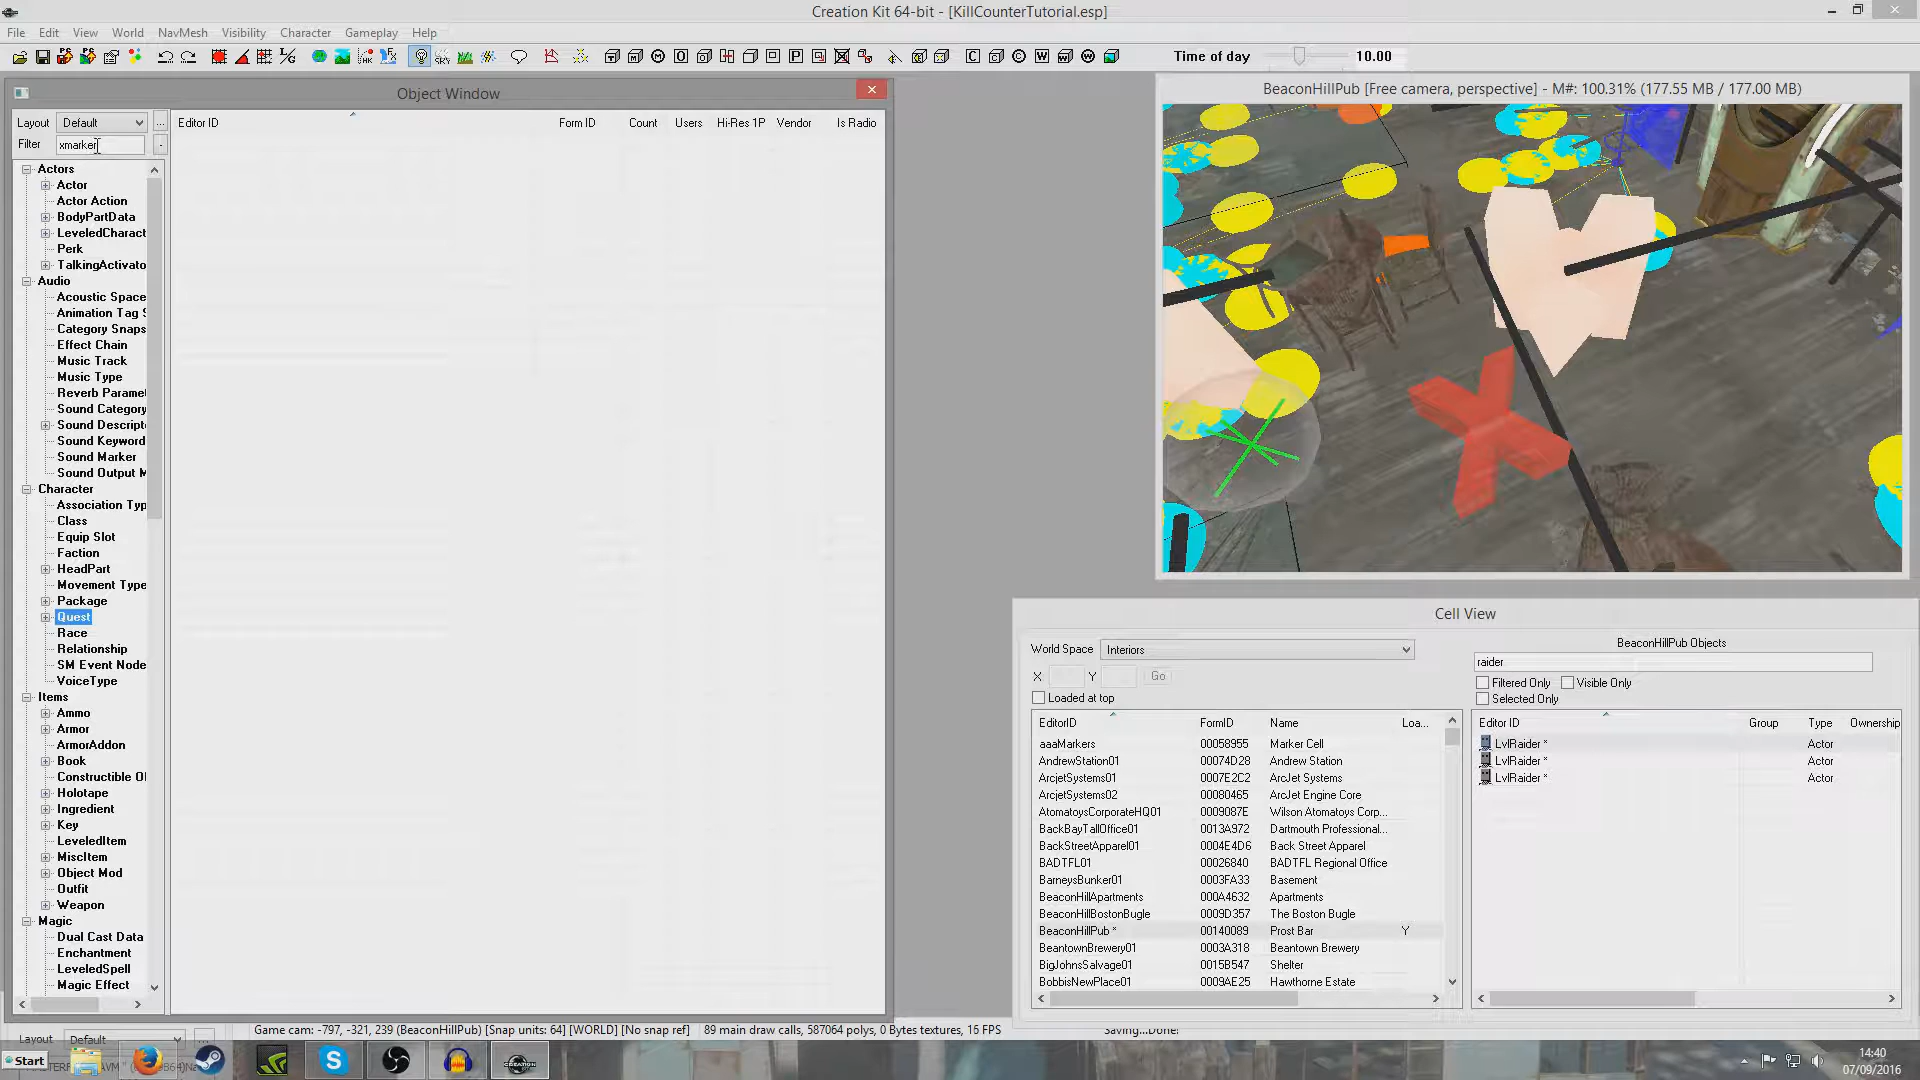 Creation Kit 64-bit - [KillCounterTutorial.esp]
File Edit View World NavMesh Visibility Character Gameplay Help
Time of day 10.00
Object Window
Layout Default ...
Filter xmarker
Editor ID Form ID Count Users Hi-Res 1P Vendor Is Radio
Actors
Actor
Actor Action
BodyPartData
LeveledCharact
Perk
TalkingActivato
Audio
Acoustic Space
Animation Tag S
Category Snaps
Effect Chain
Music Track
Music Type
Reverb Parame
Sound Category
Sound Descript
Sound Keyword
Sound Marker
Sound Output M
Character
Association Typ
Class
Equip Slot
Faction
HeadPart
Movement Type
Package
Quest
Race
Relationship
SM Event Node
VoiceType
Items
Ammo
Armor
ArmorAddon
Book
Constructible Ol
Holotape
Ingredient
Key
LeveledItem
MiscItem
Object Mod
Outfit
Weapon
Magic
Dual Cast Data
Enchantment
LeveledSpell
Magic Effect
BeaconHillPub [Free camera, perspective] - M#: 100.31% (177.55 MB / 177.00 MB)
Cell View
World Space Interiors
X Y Go
Loaded at top
EditorID FormID Name Loa...
aaaMarkers 00058955 Marker Cell
AndrewStation01 00074D28 Andrew Station
ArcjetSystems01 0007E2C2 ArcJet Systems
ArcjetSystems02 00080465 ArcJet Engine Core
AtomatoysCorporateHQ01 0009087E Wilson Atomatoys Corp...
BackBayTallOffice01 0013A972 Dartmouth Professional...
BackStreetApparel01 0004E4D6 Back Street Apparel
BADTFL01 00026840 BADTFL Regional Office
BarneysBunker01 0003FA33 Basement
BeaconHillApartments 000A4632 Apartments
BeaconHillBostonBugle 0009D357 The Boston Bugle
BeaconHillPub * 00140089 Prost Bar Y
BeantownBrewery01 0003A318 Beantown Brewery
BigJohnsSalvage01 0015B547 Shelter
BobbisNewPlace01 0009AE25 Hawthorne Estate
BeaconHillPub Objects
raider
Filtered Only Visible Only
Selected Only
Editor ID Group Type Ownership
LvlRaider * Actor
LvlRaider * Actor
LvlRaider * Actor
Game cam: -797, -321, 239 (BeaconHillPub) [Snap units: 64] [WORLD] [No snap ref] 89 main draw calls, 587064 polys, 0 Bytes textures, 16 FPS Saving...Done!
Layout Default ...
Start
14:40
07/09/2016